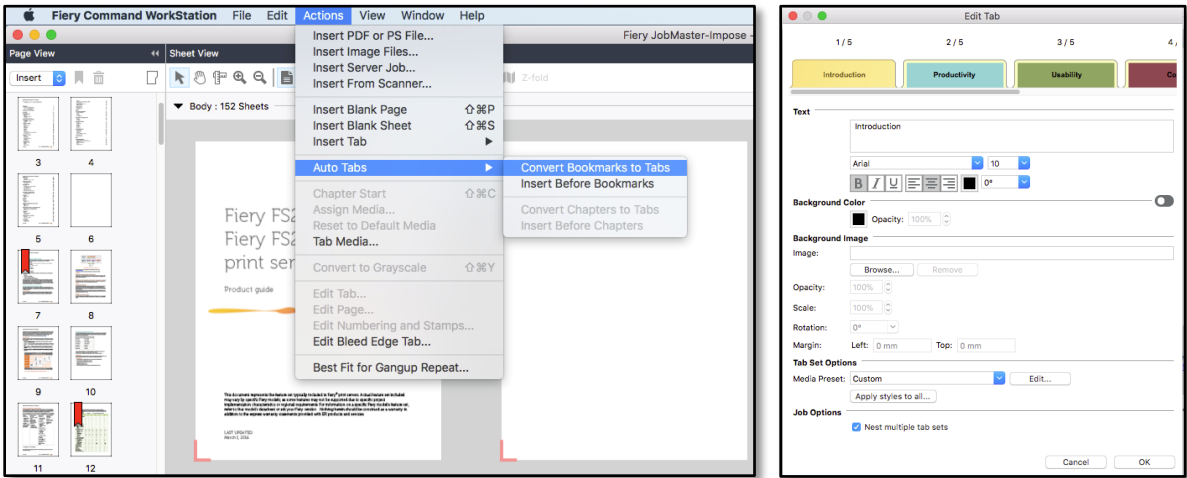 Fiery Command WorkStation File Edit Actions View Window Help
Fiery JobMaster-Impose -
Page View
Sheet View
Insert
Z-fold
Body : 152 Sheets
3 4
5 6
7 8
9 10
11 12
Fiery FS2
Fiery FS2
print ser
Product guide
LAST UPDATED:
March 1, 2016
Insert PDF or PS File...
Insert Image Files...
Insert Server Job...
Insert From Scanner...
Insert Blank Page ⇧⌘P
Insert Blank Sheet ⇧⌘S
Insert Tab
Auto Tabs
Chapter Start ⇧⌘C
Assign Media...
Reset to Default Media
Tab Media...
Convert to Grayscale ⇧⌘Y
Edit Tab...
Edit Page...
Edit Numbering and Stamps...
Edit Bleed Edge Tab...
Best Fit for Gangup Repeat...
Convert Bookmarks to Tabs
Insert Before Bookmarks
Convert Chapters to Tabs
Insert Before Chapters
Edit Tab
1 / 5 2 / 5 3 / 5 4 /
Introduction Productivity Usability Co
Text
Introduction
Arial 10
B I U 0°
Background Color
Opacity: 100%
Background Image
Image:
Browse... Remove
Opacity: 100%
Scale: 100%
Rotation: 0°
Margin: Left: 0 mm Top: 0 mm
Tab Set Options
Media Preset: Custom Edit...
Apply styles to all...
Job Options
Nest multiple tab sets
Cancel OK